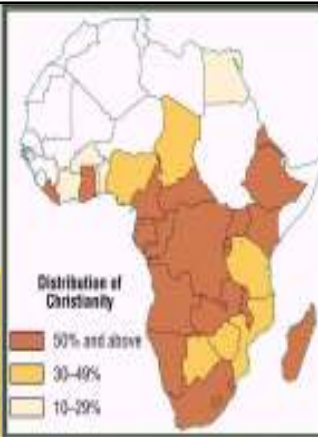 Distribution of
Christianity
50% and above
30–49%
10–29%